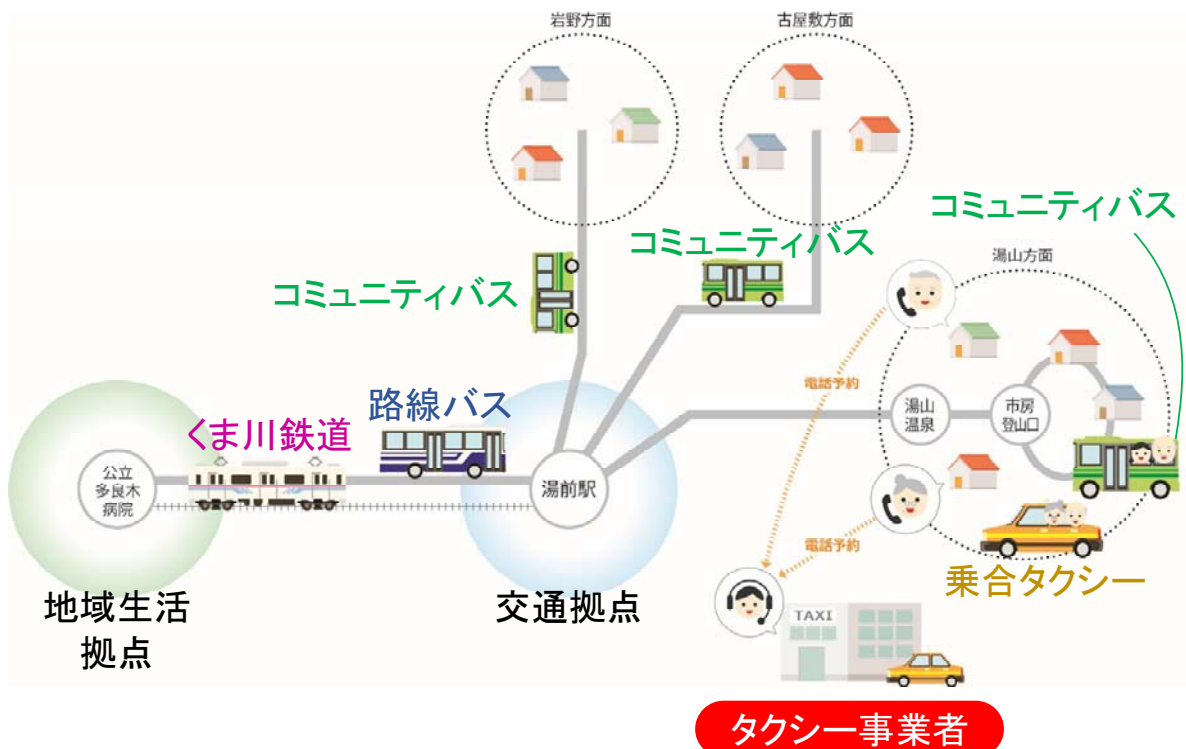 岩野方面
古屋敷方面
コミュニティバス
コミュニティバス
湯山方面
コミュニティバス
電話予約
路線バス
くま川鉄道
湯山
温泉
市房
登山口
公立
多良木
病院
湯前駅
電話予約
乗合タクシー
地域生活
拠点
交通拠点
TAXI
タクシー事業者